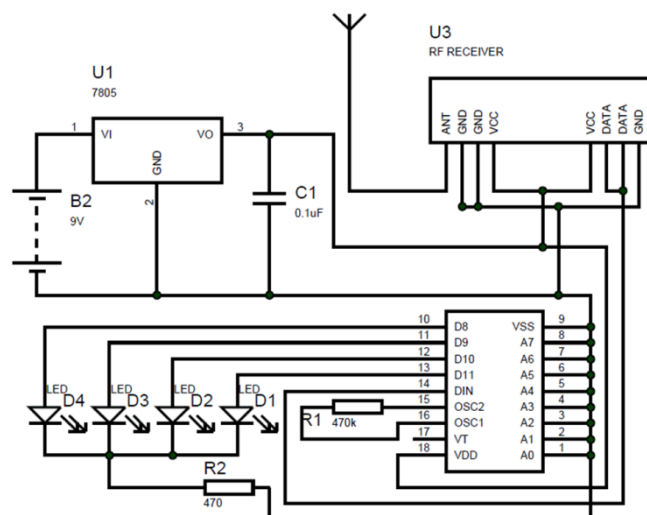 U3
RF RECEIVER
U1
7805
ANT
GND
GND
VCC
VCC
DATA
DATA
GND
1
VI
VO
3
GND
2
B2
9V
C1
0.1uF
10
D8
VSS
9
11
D9
A7
8
12
D10
A6
7
13
D11
A5
6
14
DIN
A4
5
15
OSC2
A3
4
16
OSC1
A2
3
17
VT
A1
2
18
VDD
A0
1
LED
D4
LED
D3
LED
D2
LED
D1
R1
470k
R2
470